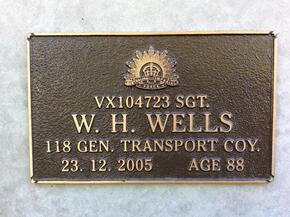 VX104723 SGT.
W. H. WELLS
118 GEN. TRANSPORT COY.
23. 12. 2005 AGE 88